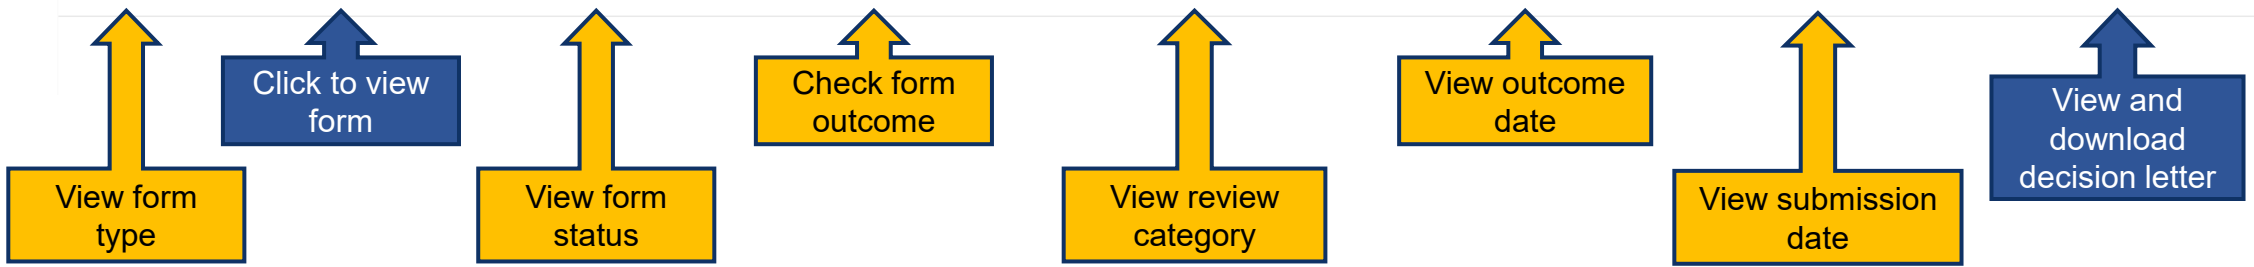 View form
type
Click to view
form
View form
status
Check form
outcome
View review
category
View outcome
date
View submission
date
View and
download
decision letter